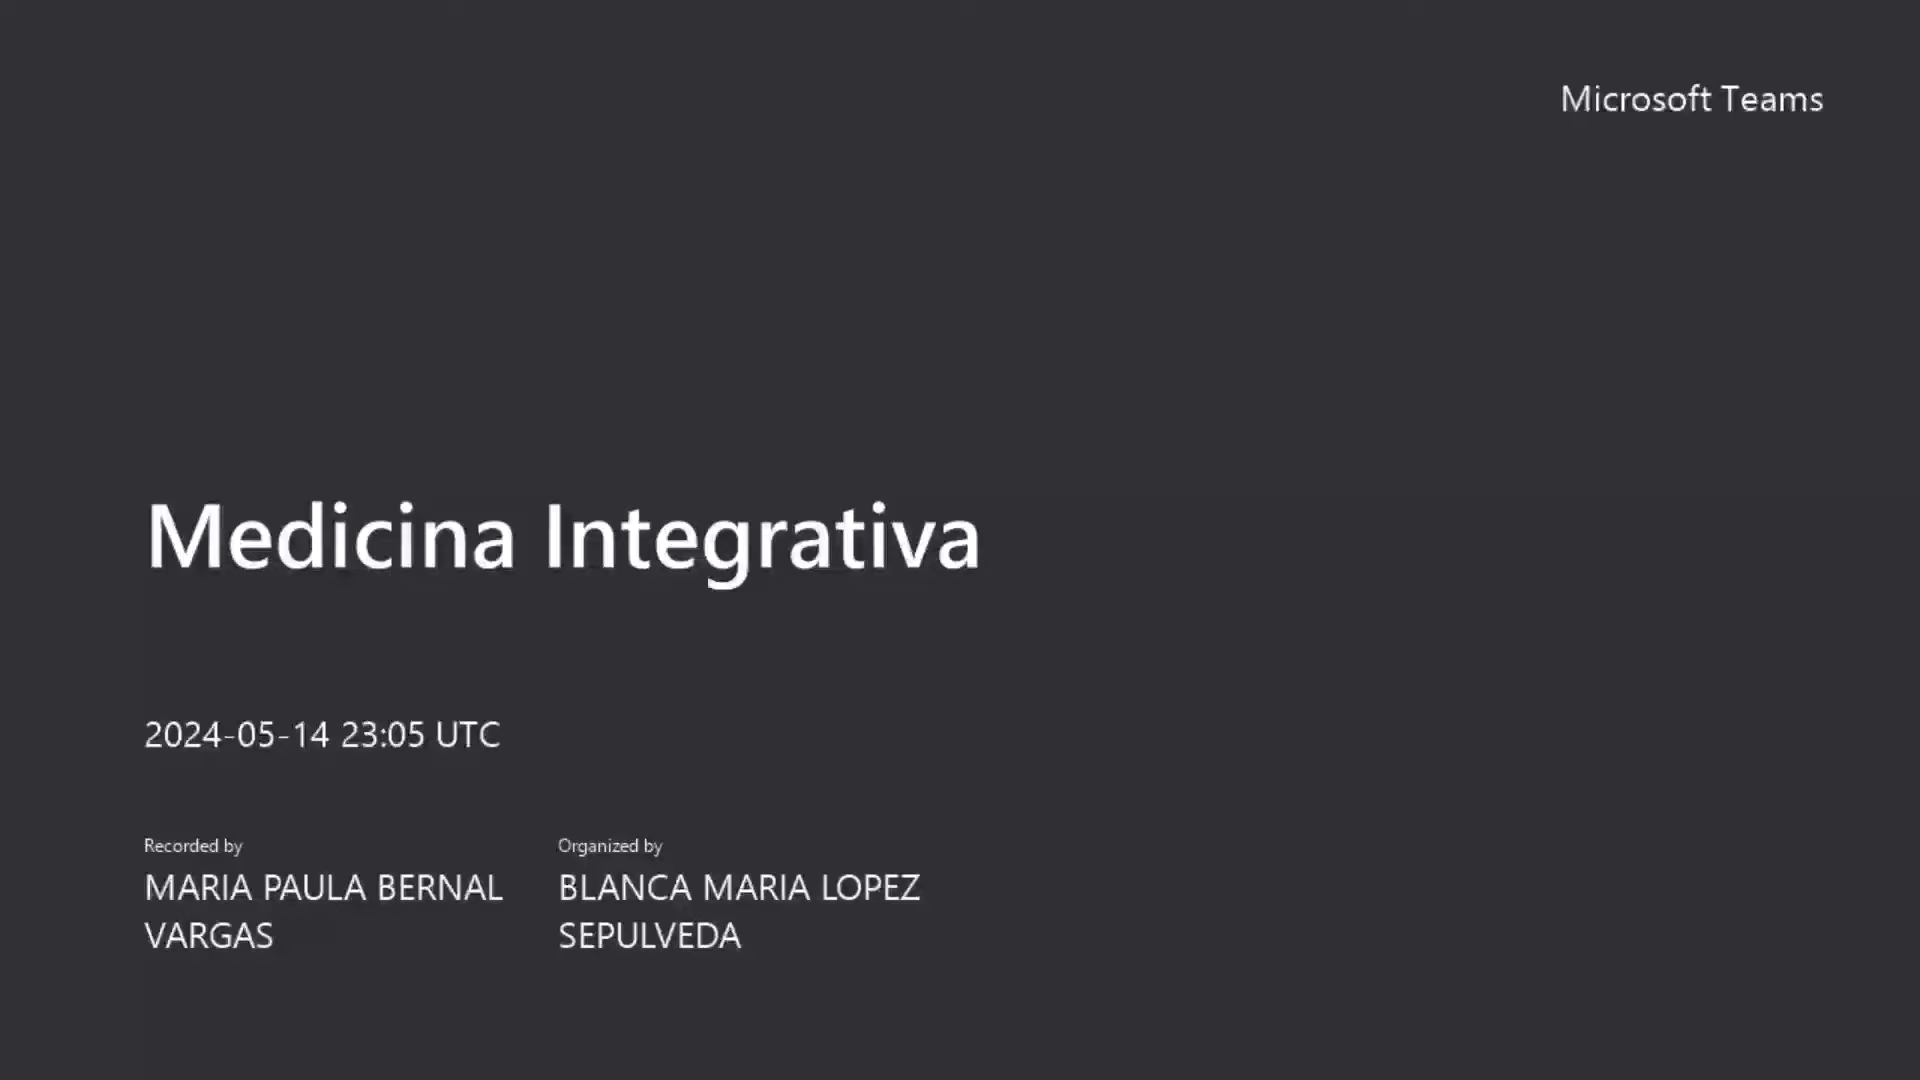 Microsoft Teams
Medicina Integrativa
2024-05-14 23:05 UTC
Recorded by
MARIA PAULA BERNAL
VARGAS
Organized by
BLANCA MARIA LOPEZ
SEPULVEDA